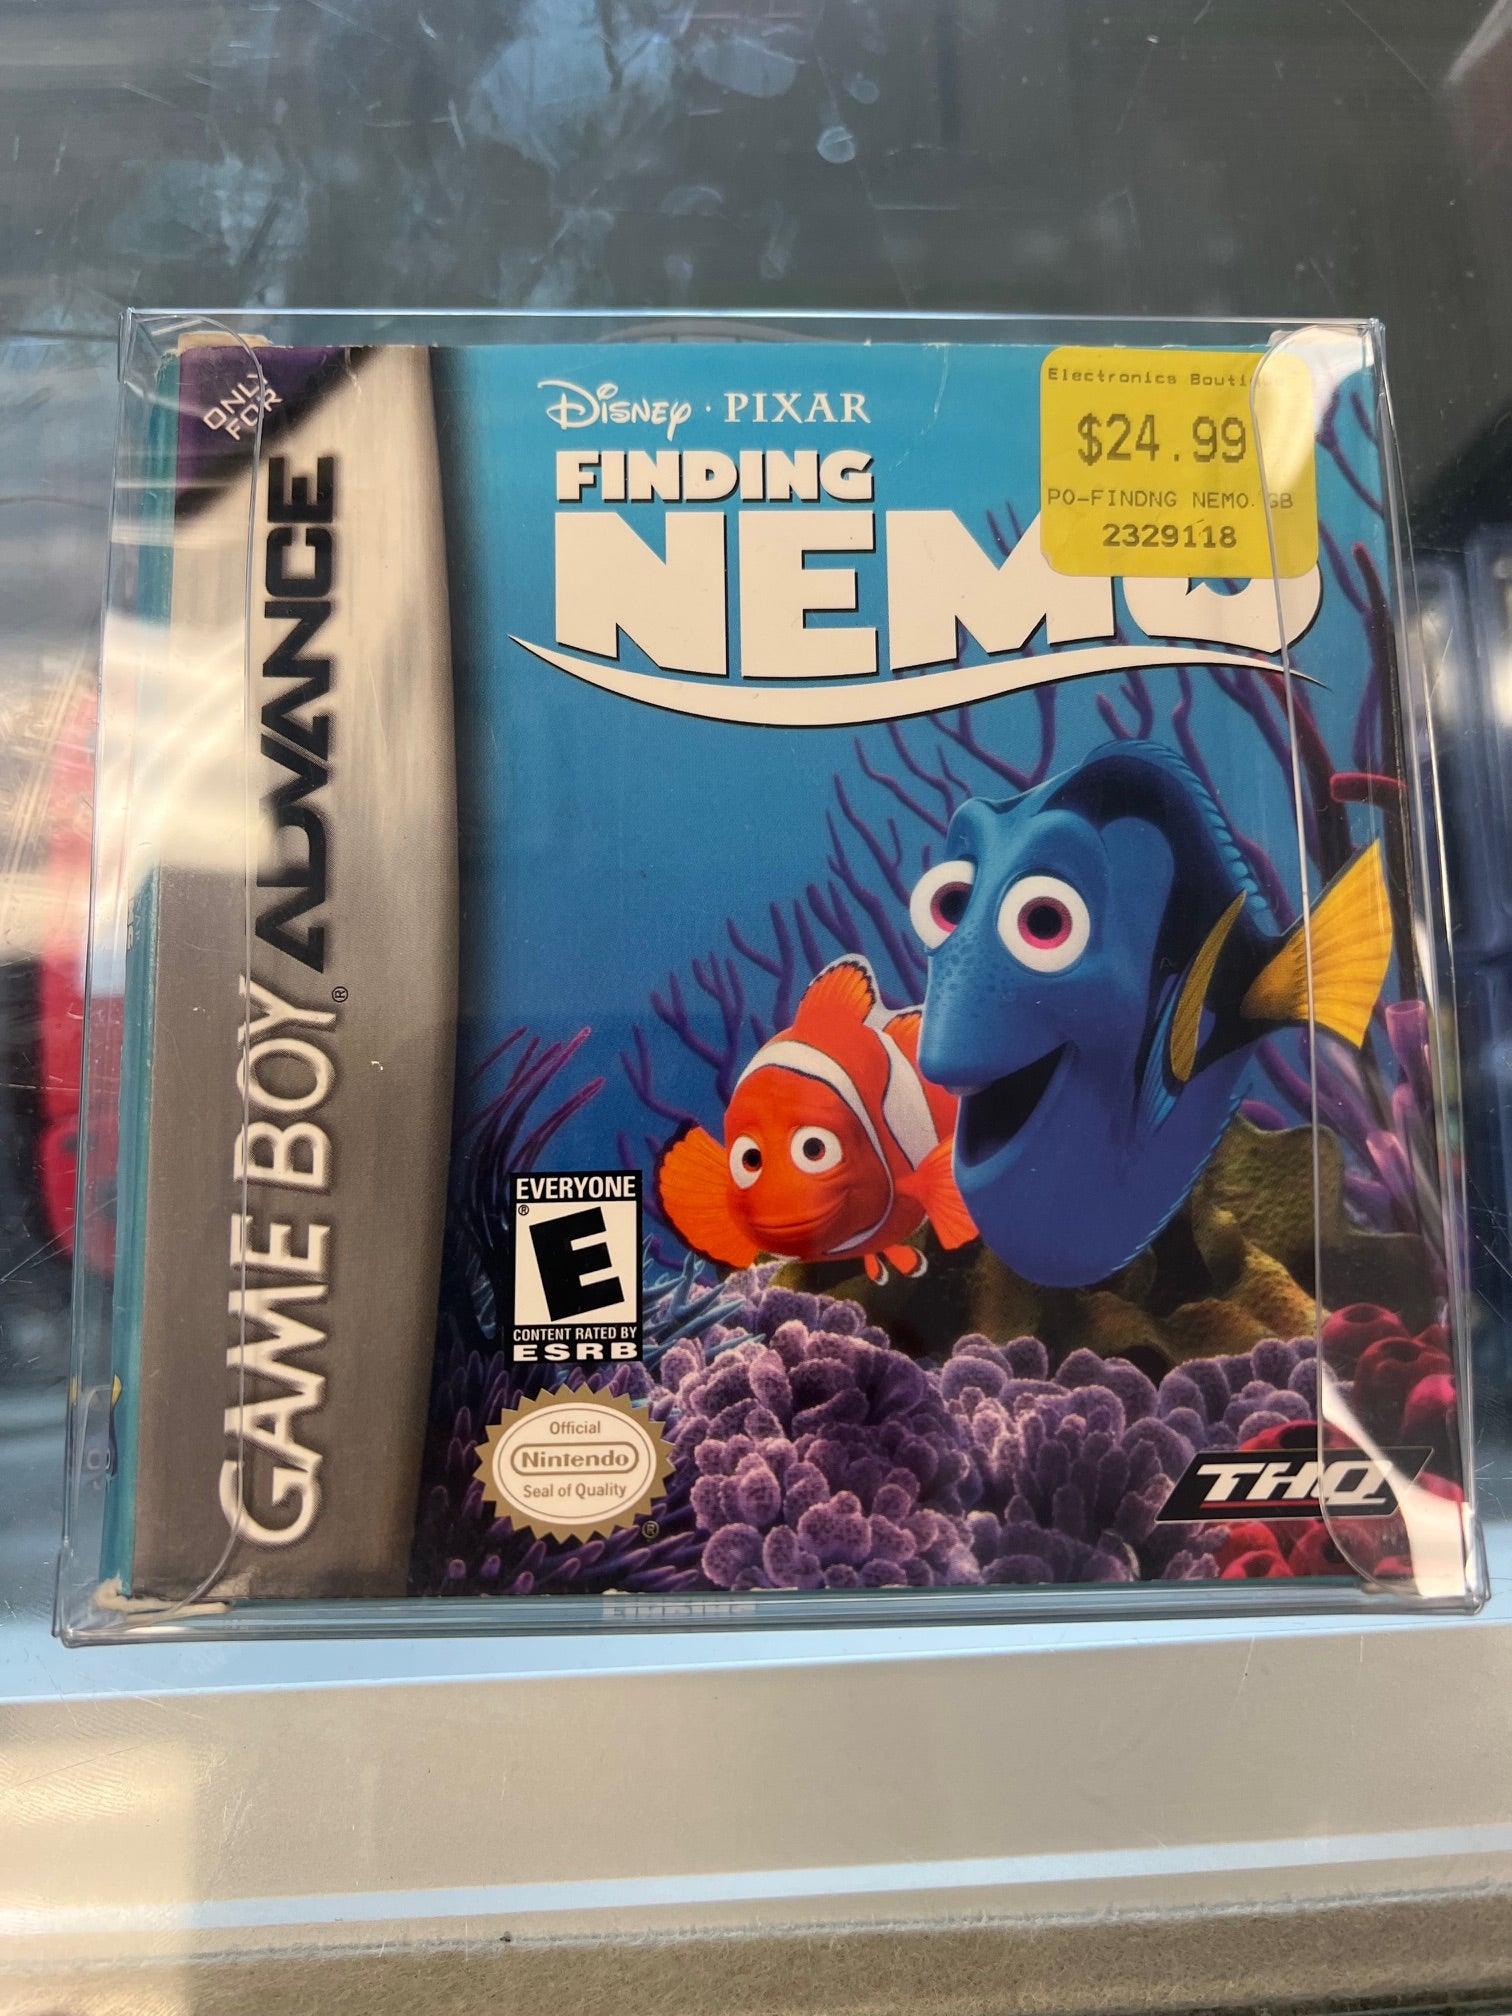 ONLY
FOR
GAME BOY ADVANCE®
Disney · PIXAR
FINDING
NEMO
Electronics
$24.99
PO-FINDNG NEMO. GB
2329118
EVERYONE
®
E
CONTENT RATED BY
ESRB
Official
Nintendo
Seal of Quality
®
THQ